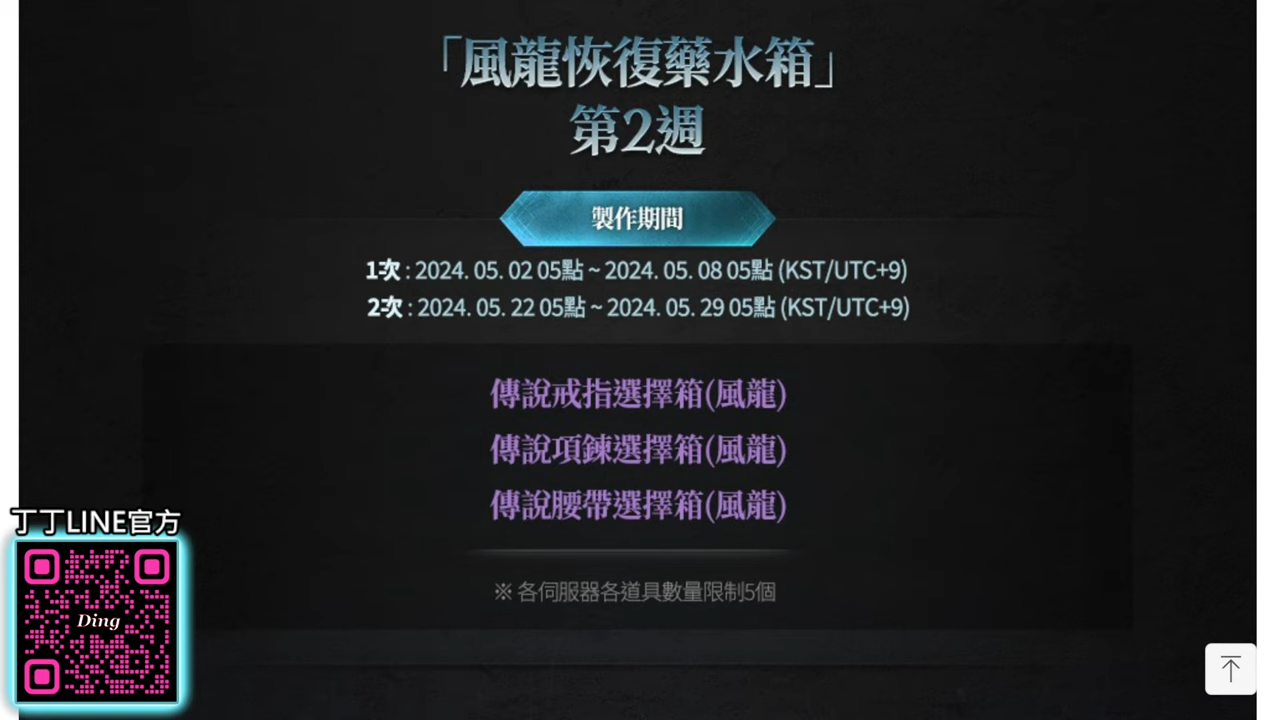 「風龍恢復藥水箱」
第2週
製作期間
1次 : 2024. 05. 02 05點 ~ 2024. 05. 08 05點 (KST/UTC+9)
2次 : 2024. 05. 22 05點 ~ 2024. 05. 29 05點 (KST/UTC+9)
傳說戒指選擇箱(風龍)
傳說項鍊選擇箱(風龍)
傳說腰帶選擇箱(風龍)
※ 各伺服器各道具數量限制5個
丁丁LINE官方
Ding